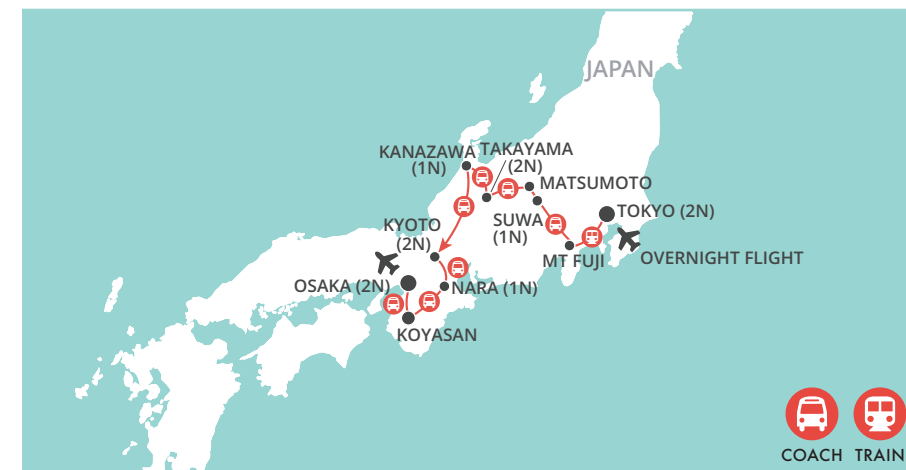 JAPAN
KANAZAWA
(1N)
TAKAYAMA
(2N)
MATSUMOTO
SUWA
(1N)
TOKYO (2N)
MT FUJI
OVERNIGHT FLIGHT
KYOTO
(2N)
OSAKA (2N)
NARA (1N)
KOYASAN
COACH TRAIN